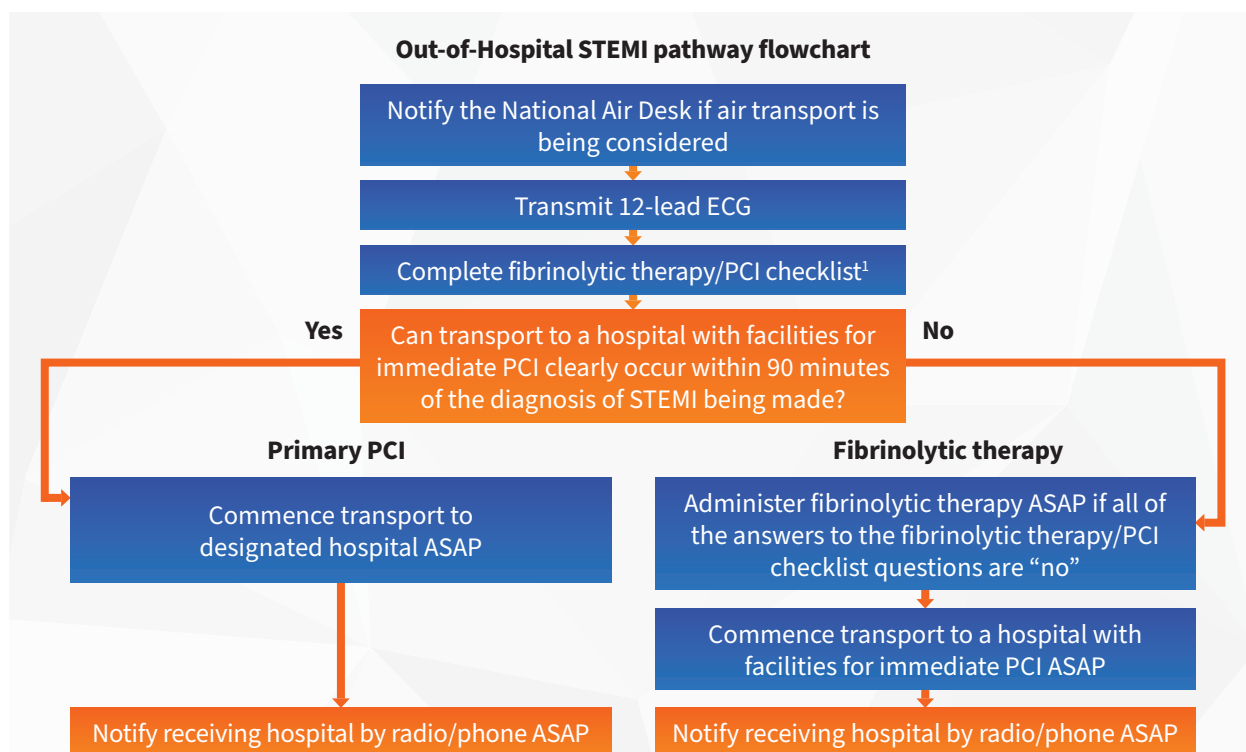 Out-of-Hospital STEMI pathway flowchart
Notify the National Air Desk if air transport is
being considered
Transmit 12-lead ECG
Complete fibrinolytic therapy/PCI checklist¹
Yes
Can transport to a hospital with facilities for
immediate PCI clearly occur within 90 minutes
of the diagnosis of STEMI being made?
No
Primary PCI
Commence transport to
designated hospital ASAP
Notify receiving hospital by radio/phone ASAP
Fibrinolytic therapy
Administer fibrinolytic therapy ASAP if all of
the answers to the fibrinolytic therapy/PCI
checklist questions are “no”
Commence transport to a hospital with
facilities for immediate PCI ASAP
Notify receiving hospital by radio/phone ASAP